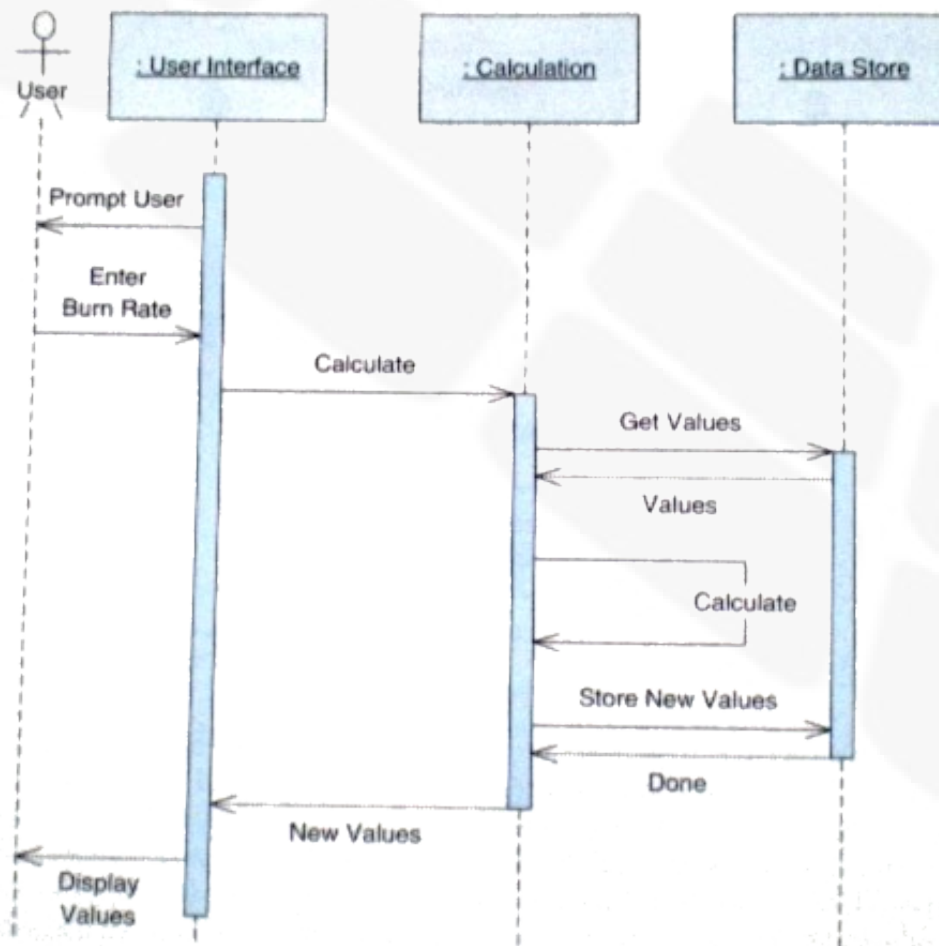 : User Interface
: Calculation
: Data Store
User
Prompt User
Enter
Burn Rate
Calculate
Get Values
Values
Calculate
Store New Values
Done
New Values
Display
Values